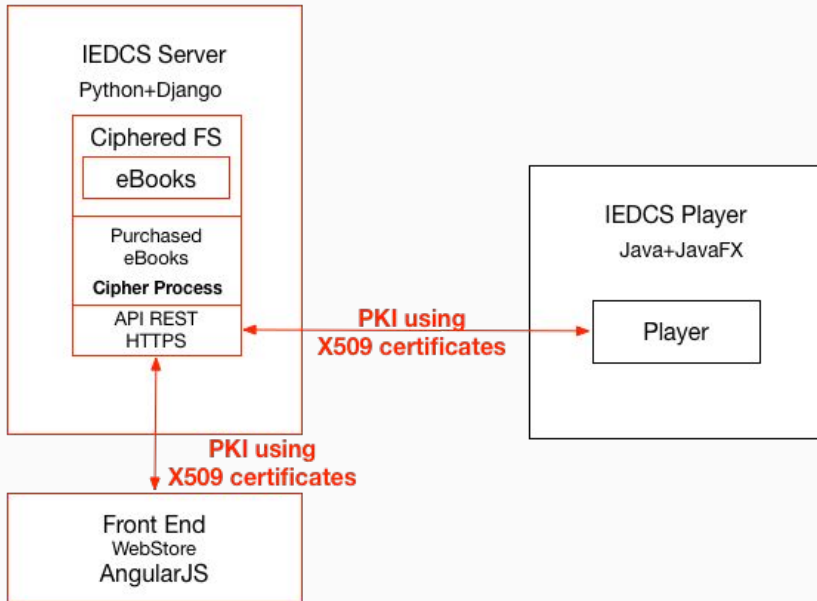 IEDCS Server
Python+Django
Ciphered FS
eBooks
Purchased
eBooks
Cipher Process
API REST
HTTPS
PKI using
X509 certificates
IEDCS Player
Java+JavaFX
Player
PKI using
X509 certificates
Front End
WebStore
AngularJS